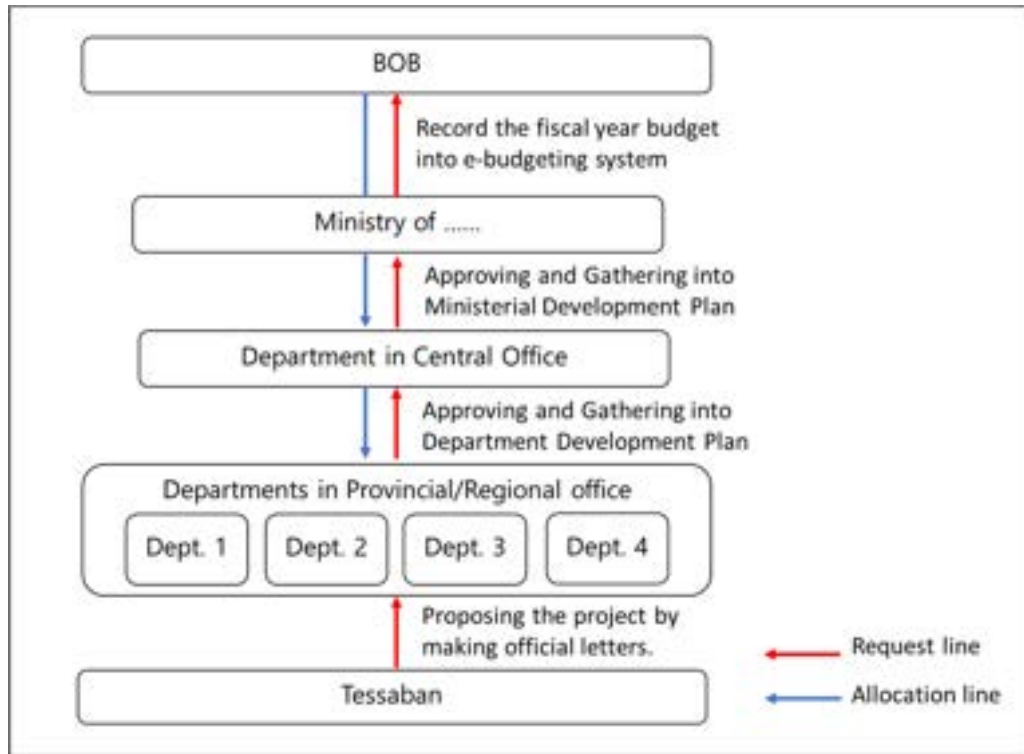 BOB
Record the fiscal year budget
into e-budgeting system
Ministry of ......
Approving and Gathering into
Ministerial Development Plan
Department in Central Office
Approving and Gathering into
Department Development Plan
Departments in Provincial/Regional office
Dept. 1 Dept. 2 Dept. 3 Dept. 4
Proposing the project by
making official letters.
Request line
Tessaban
Allocation line